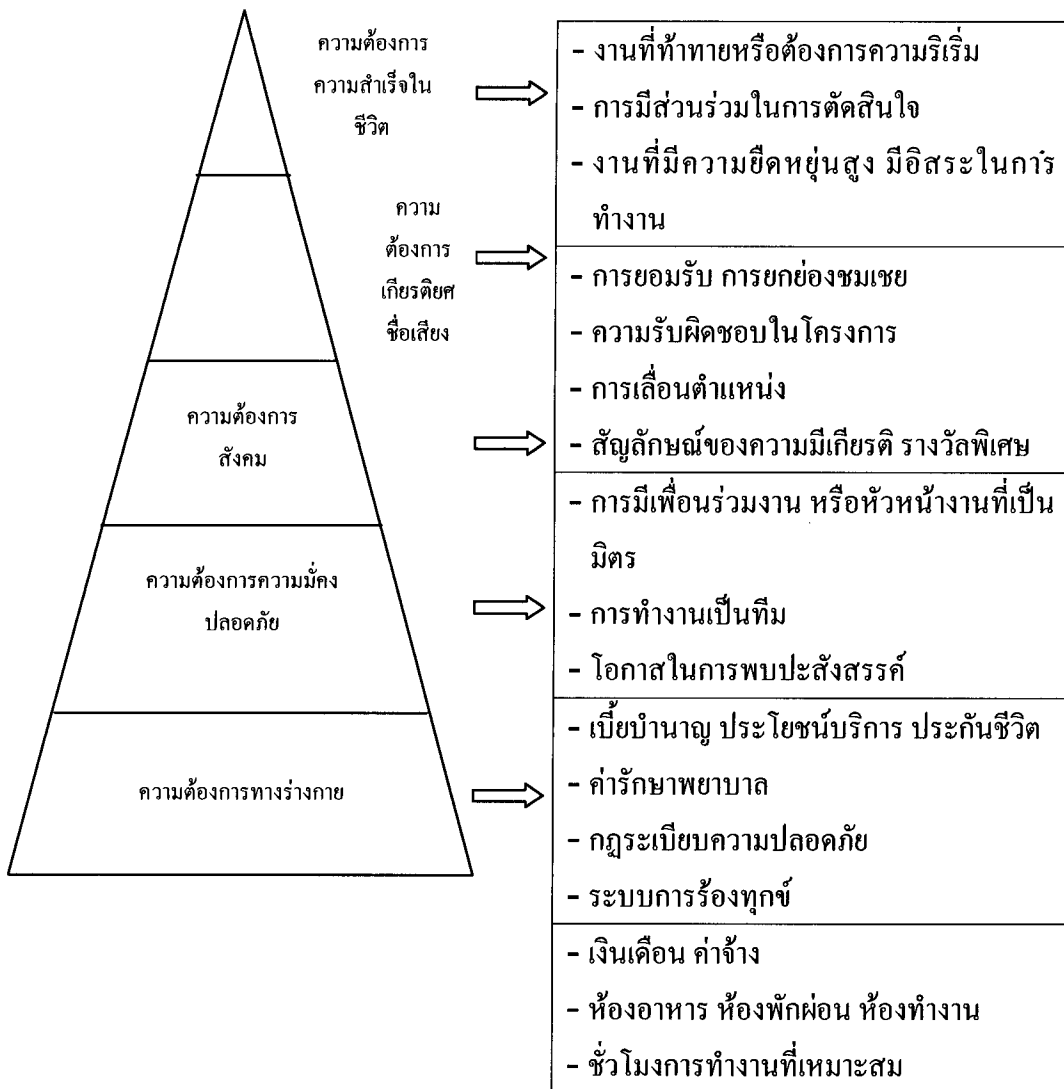 ความต้องการ
ความสำเร็จใน
ชีวิต
ความ
ต้องการ
เกียรติยศ
ชื่อเสียง
ความต้องการ
สังคม
ความต้องการความมั่คง
ปลอดภัย
ความต้องการทางร่างกาย
- งานที่ท้าทายหรือต้องการความริเริ่ม
- การมีส่วนร่วมในการตัดสินใจ
- งานที่มีความยืดหยุ่นสูง มีอิสระในการ
ทำงาน
- การยอมรับ การยกย่องชมเชย
- ความรับผิดชอบในโครงการ
- การเลื่อนตำแหน่ง
- สัญลักษณ์ของความมีเกียรติ รางวัลพิเศษ
- การมีเพื่อนร่วมงาน หรือหัวหน้างานที่เป็น
มิตร
- การทำงานเป็นทีม
- โอกาสในการพบปะสังสรรค์
- เบี้ยบำนาญ ประโยชน์บริการ ประกันชีวิต
- ค่ารักษาพยาบาล
- กฎระเบียบความปลอดภัย
- ระบบการร้องทุกข์
- เงินเดือน ค่าจ้าง
- ห้องอาหาร ห้องพักผ่อน ห้องทำงาน
- ชั่วโมงการทำงานที่เหมาะสม